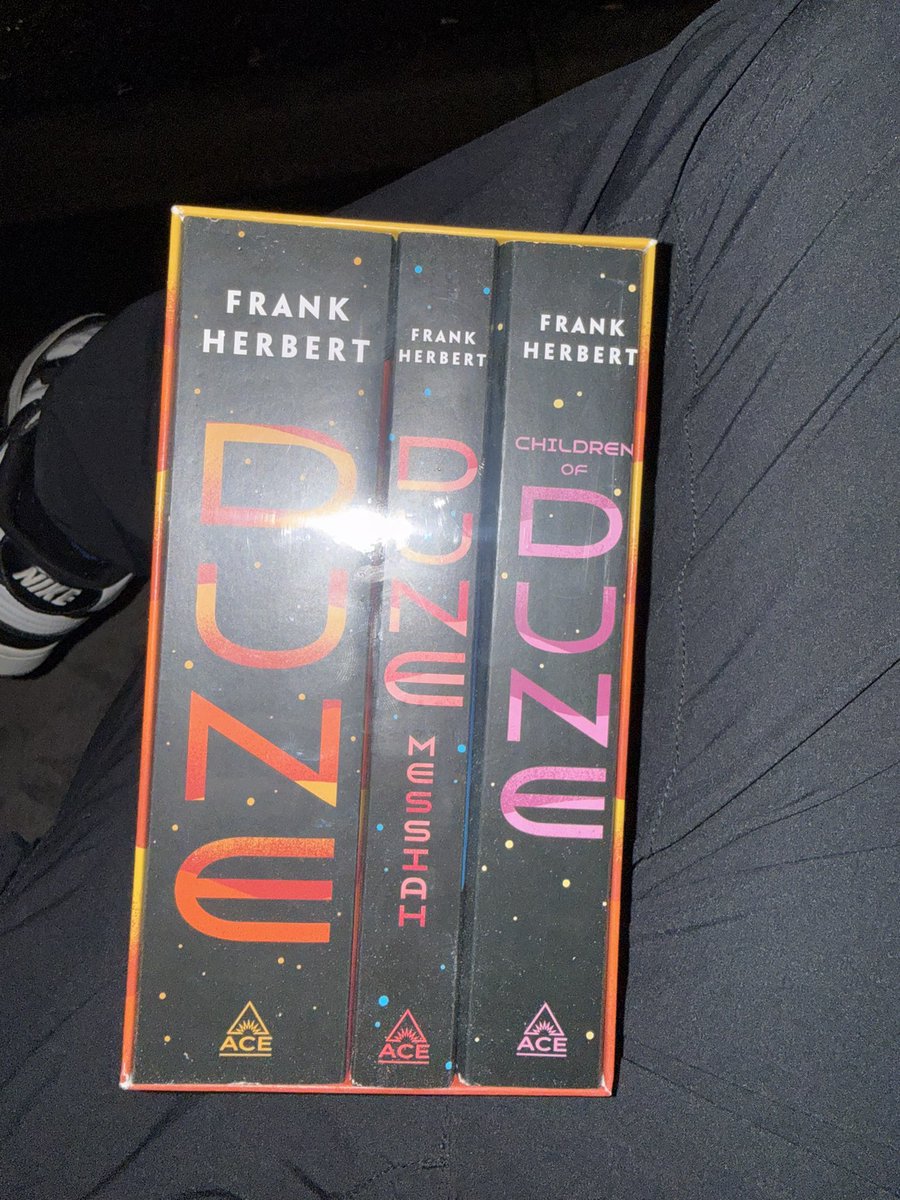 FRANK
HERBERT
DUNE
ACE
FRANK
HERBERT
DUNE
MESSIAH
ACE
FRANK
HERBERT
CHILDREN
OF
DUNE
ACE
NIKE